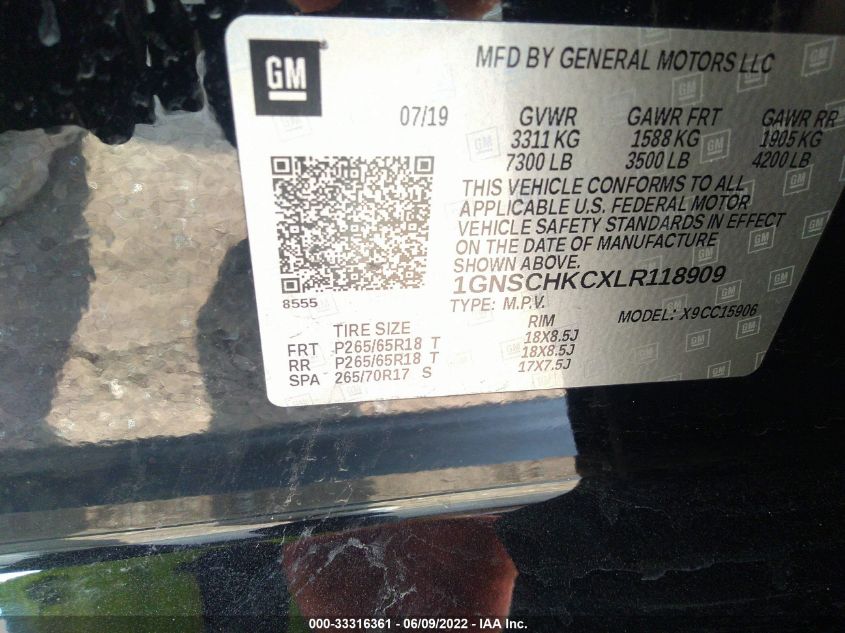 GM
®
MFD BY GENERAL MOTORS LLC
07/19 GVWR GAWR FRT GAWR RR
3311 KG 1588 KG 1905 KG
7300 LB 3500 LB 4200 LB
THIS VEHICLE CONFORMS TO ALL
APPLICABLE U.S. FEDERAL MOTOR
VEHICLE SAFETY STANDARDS IN EFFECT
ON THE DATE OF MANUFACTURE
SHOWN ABOVE.
1GNSCHKCXLR118909
8555
TYPE: M.P.V. MODEL: X9CC15906
TIRE SIZE RIM
FRT P265/65R18 T 18X8.5J
RR P265/65R18 T 18X8.5J
SPA 265/70R17 S 17X7.5J
000-33316361 - 06/09/2022 - IAA Inc.